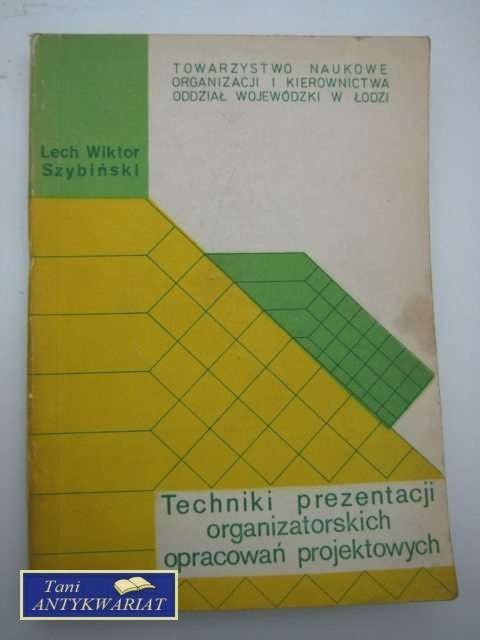 TOWARZYSTWO NAUKOWE
ORGANIZACJI I KIEROWNICTWA
ODDZIAŁ WOJEWÓDZKI W ŁODZI
Lech Wiktor
Szybiński
Techniki prezentacji
organizatorskich
opracowań projektowych
Tani
ANTYKWARIAT